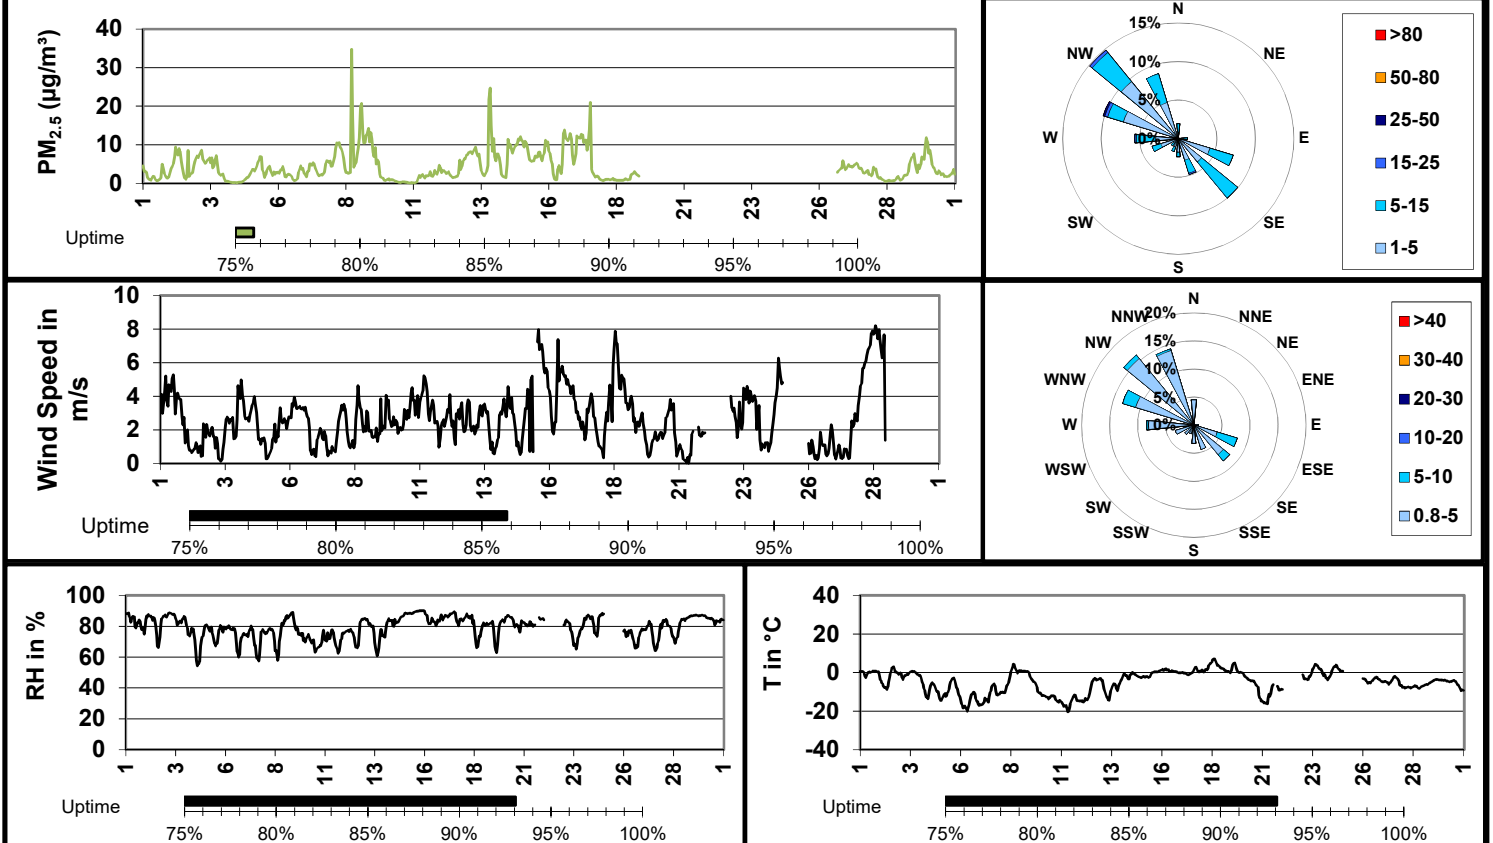 PM2.5 (µg/m³)
40
30
20
10
0
1 3 6 8 11 13 16 18 21 23 26 28 1
Uptime
75% 80% 85% 90% 95% 100%
N
15%
10%
5%
0%
NW NE
W E
SW SE
S
>80
50-80
25-50
15-25
5-15
1-5
Wind Speed in
m/s
10
8
6
4
2
0
1 3 6 8 11 13 16 18 21 23 26 28 1
Uptime
75% 80% 85% 90% 95% 100%
N
20%
15%
10%
5%
0%
NNW NNE
NW NE
WNW ENE
W E
WSW ESE
SW SE
SSW SSE
S
>40
30-40
20-30
10-20
5-10
0.8-5
RH in %
100
80
60
40
20
0
1 3 6 8 11 13 16 18 21 23 26 28 1
Uptime
75% 80% 85% 90% 95% 100%
T in °C
40
20
0
-20
-40
1 3 6 8 11 13 16 18 21 23 26 28 1
Uptime
75% 80% 85% 90% 95% 100%